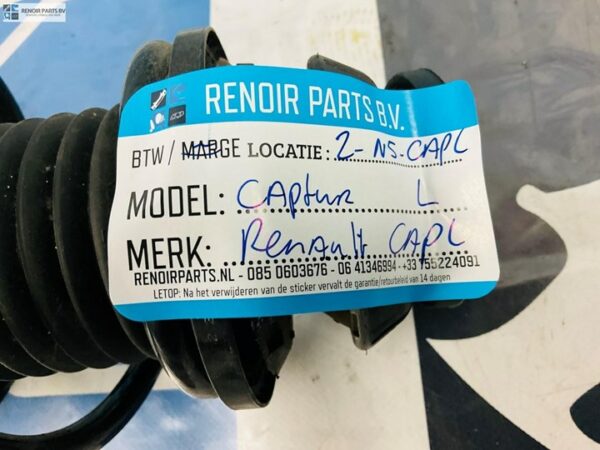 RENOIR PARTS BV
RENOIR PARTS B.V.
BTW / MARGE LOCATIE: 2-NS-CAPL
MODEL: CAPtur L
MERK: Renault CAPL
RENOIRPARTS.NL - 085 0603676 - 06 41346994 - +33 755224091
LETOP: Na het verwijderen van de sticker vervalt de garantie/retourbeleid van 14 dagen